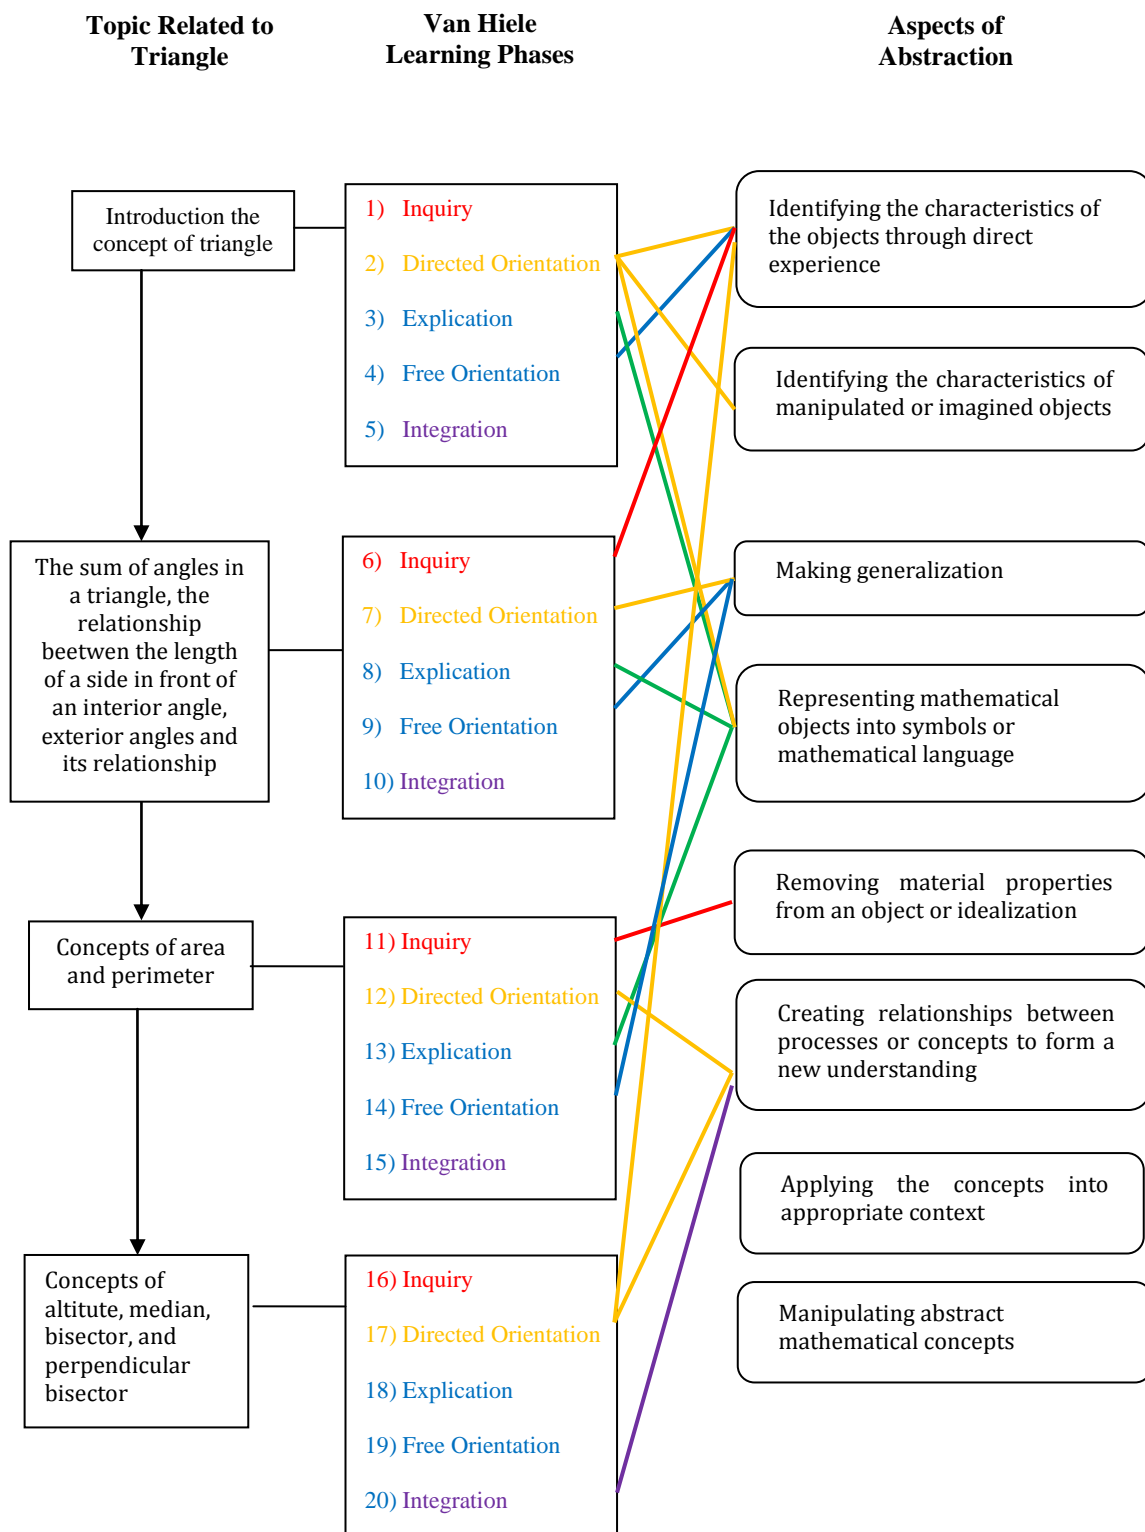 Topic Related to
Triangle
Van Hiele
Learning Phases
Aspects of
Abstraction
Introduction the
concept of triangle
1) Inquiry
2) Directed Orientation
3) Explication
4) Free Orientation
5) Integration
Identifying the characteristics of
the objects through direct
experience
Identifying the characteristics of
manipulated or imagined objects
The sum of angles in
a triangle, the
relationship
beetwen the length
of a side in front of
an interior angle,
exterior angles and
its relationship
6) Inquiry
7) Directed Orientation
8) Explication
9) Free Orientation
10) Integration
Making generalization
Representing mathematical
objects into symbols or
mathematical language
Concepts of area
and perimeter
11) Inquiry
12) Directed Orientation
13) Explication
14) Free Orientation
15) Integration
Removing material properties
from an object or idealization
Creating relationships between
processes or concepts to form a
new understanding
Applying the concepts into
appropriate context
Concepts of
altitute, median,
bisector, and
perpendicular
bisector
16) Inquiry
17) Directed Orientation
18) Explication
19) Free Orientation
20) Integration
Manipulating abstract
mathematical concepts